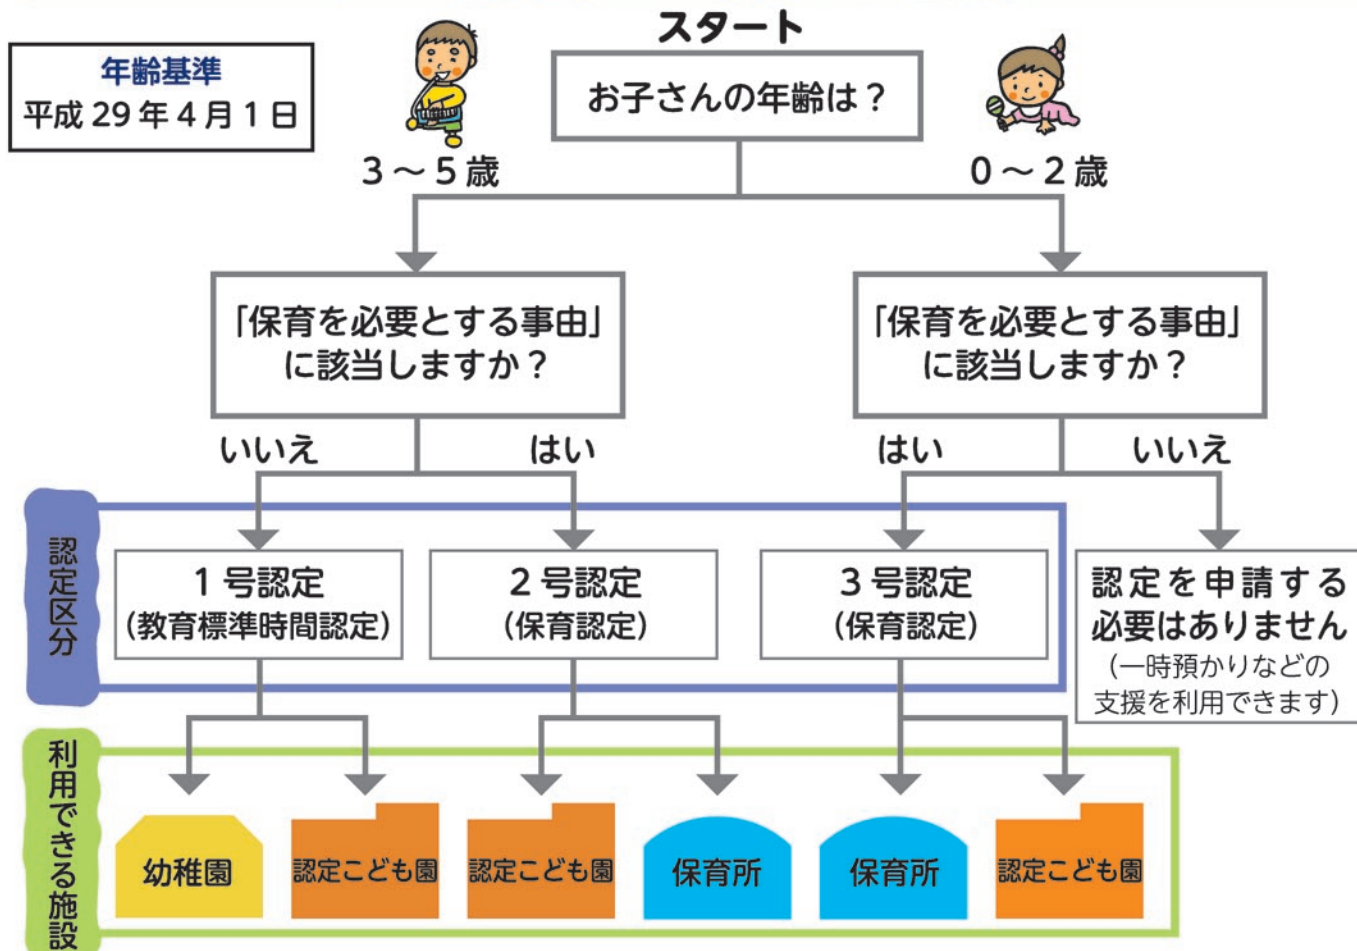 スタート
年齢基準
平成29年4月1日
お子さんの年齢は？
3～5歳
0～2歳
「保育を必要とする事由」
に該当しますか？
「保育を必要とする事由」
に該当しますか？
いいえ
はい
はい
いいえ
認定区分
1号認定
(教育標準時間認定)
2号認定
(保育認定)
3号認定
(保育認定)
認定を申請する
必要はありません
(一時預かりなどの
支援を利用できます)
利用できる施設
幼稚園
認定こども園
認定こども園
保育所
保育所
認定こども園